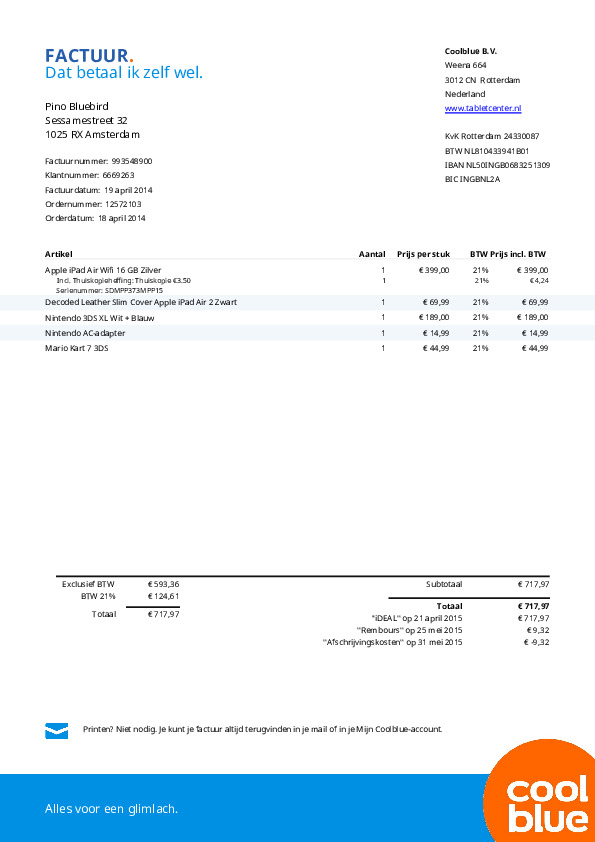 FACTUUR.
Dat betaal ik zelf wel.
Coolblue B.V.
Weena 664
3012 CN Rotterdam
Nederland
www.tabletcenter.nl
KvK Rotterdam 24330087
BTW NL810433941B01
IBAN NL50INGB0683251309
BIC INGBNL2A
Pino Bluebird
Sessamestreet 32
1025 RX Amsterdam
Factuurnummer: 993548900
Klantnummer: 6669263
Factuurdatum: 19 april 2014
Ordernummer: 12572103
Orderdatum: 18 april 2014
Artikel Aantal Prijs per stuk BTW Prijs incl. BTW
Apple iPad Air Wifi 16 GB Zilver 1 € 399,00 21% € 399,00
Incl. Thuiskopieheffing: Thuiskopie €3,50 1 21% € 4,24
Serienummer: SDMPP373MPP15
Decoded Leather Slim Cover Apple iPad Air 2 Zwart 1 € 69,99 21% € 69,99
Nintendo 3DS XL Wit + Blauw 1 € 189,00 21% € 189,00
Nintendo AC-adapter 1 € 14,99 21% € 14,99
Mario Kart 7 3DS 1 € 44,99 21% € 44,99
Exclusief BTW € 593,36 Subtotaal € 717,97
BTW 21% € 124,61
Totaal € 717,97
Totaal € 717,97
"iDEAL" op 21 april 2015 € 717,97
"Rembours" op 25 mei 2015 € 9,32
"Afschrijvingskosten" op 31 mei 2015 € -9,32
Printen? Niet nodig. Je kunt je factuur altijd terugvinden in je mail of in je Mijn Coolblue-account.
Alles voor een glimlach.
cool
blue